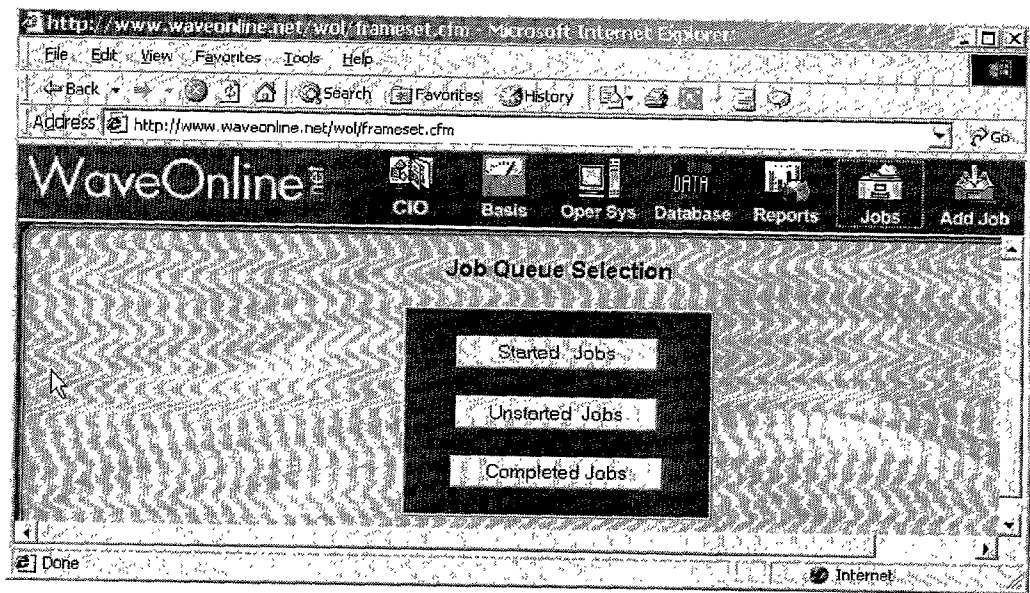 http://www.waveonline.net/wol/frameset.cfm - Microsoft Internet Explorer
File Edit View Favorites Tools Help
Back Search Favorites History
Address http://www.waveonline.net/wol/frameset.cfm Go
WaveOnline CIO Basis Oper Sys Database Reports Jobs Add Job
DATA
Job Queue Selection
Started Jobs
Unstarted Jobs
Completed Jobs
Done Internet